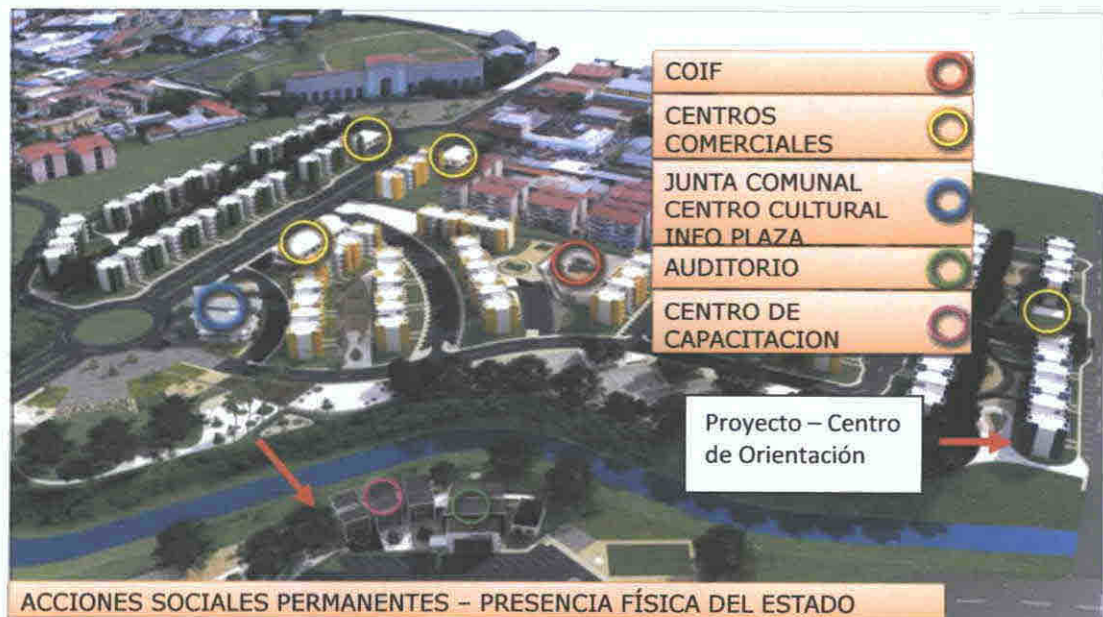 COIF
CENTROS
COMERCIALES
JUNTA COMUNAL
CENTRO CULTURAL
INFO PLAZA
AUDITORIO
CENTRO DE
CAPACITACION
Proyecto – Centro
de Orientación
ACCIONES SOCIALES PERMANENTES – PRESENCIA FÍSICA DEL ESTADO